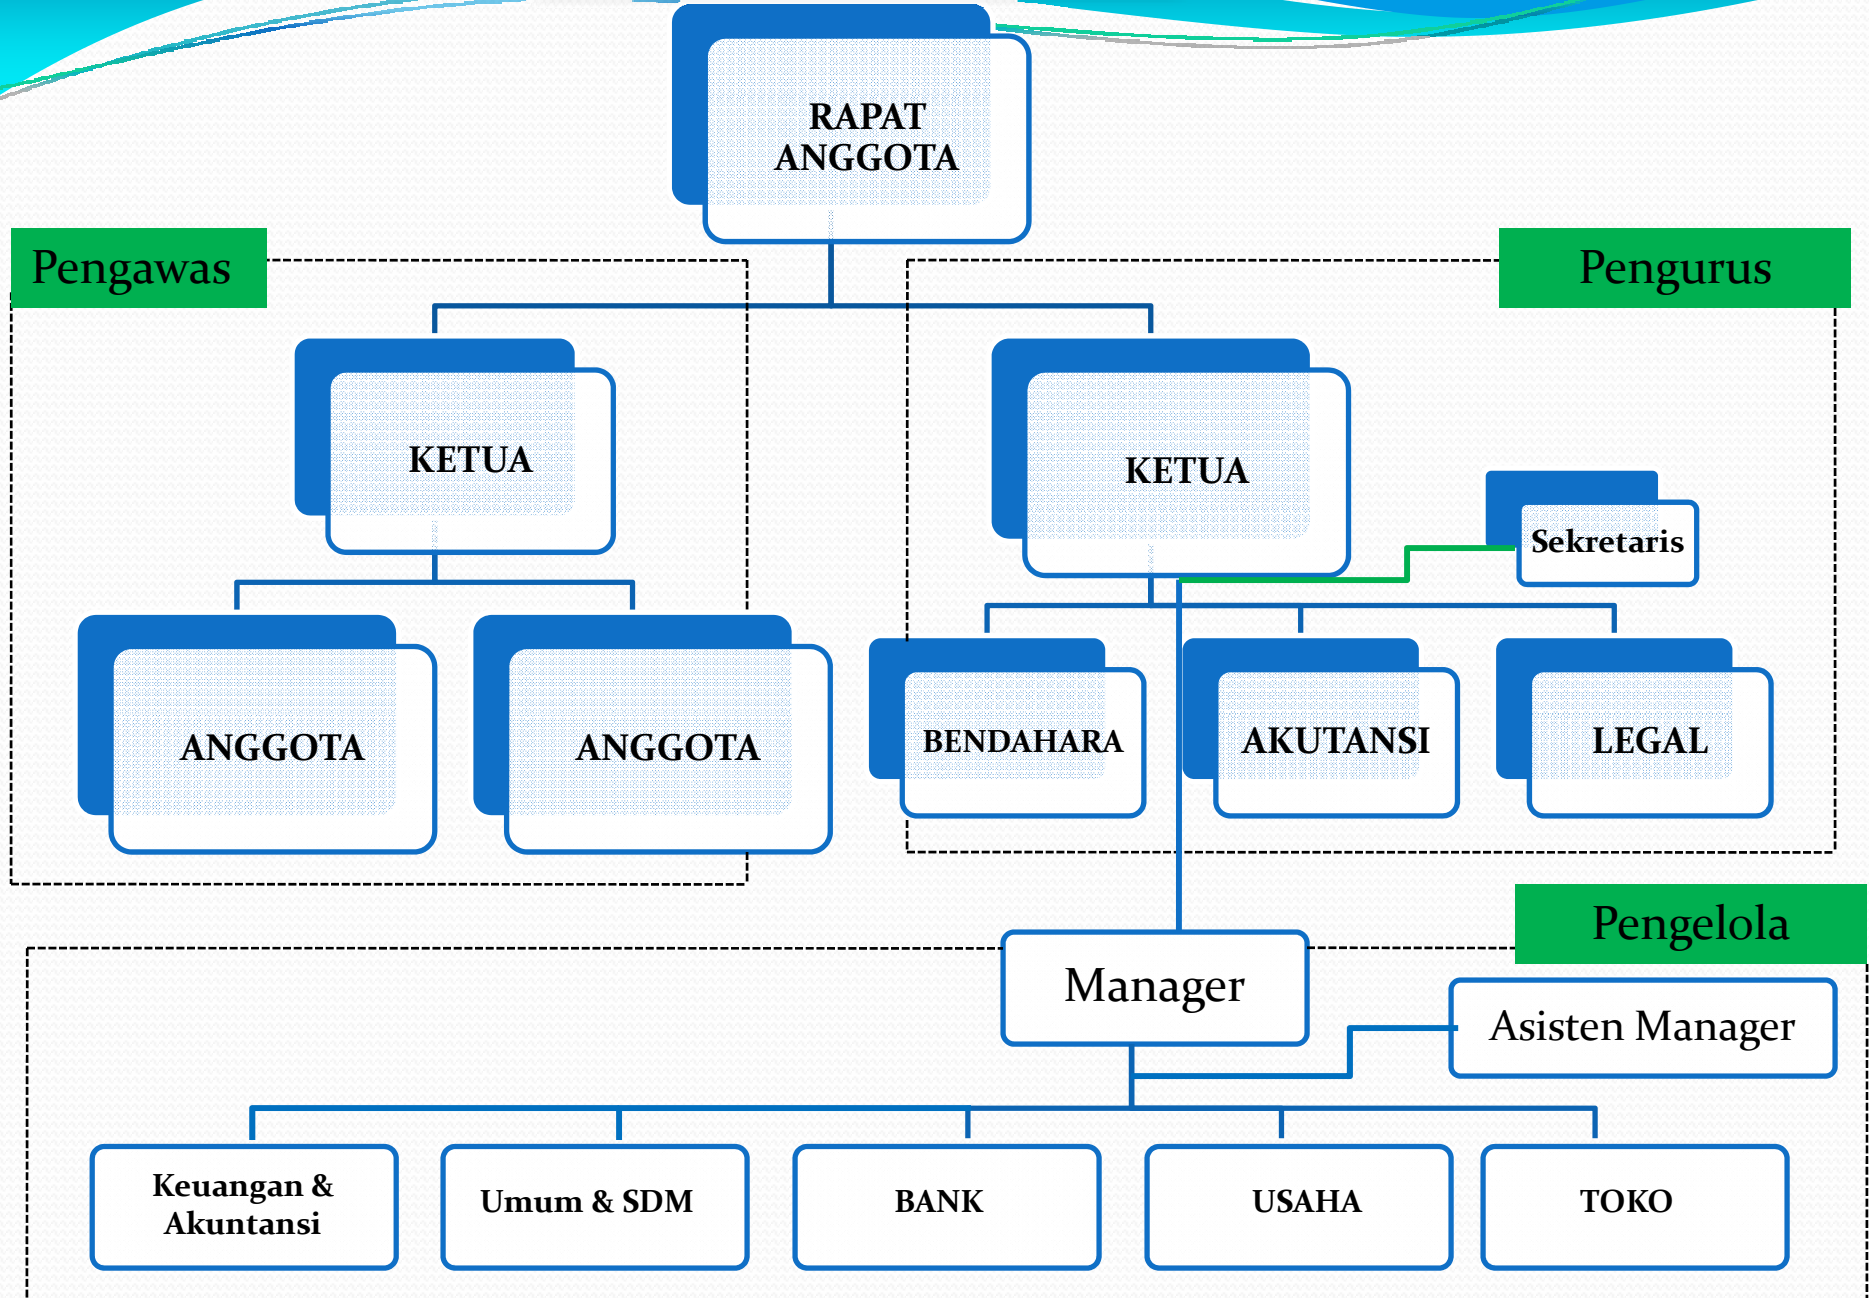 RAPAT
ANGGOTA
Pengawas
Pengurus
KETUA
KETUA
Sekretaris
ANGGOTA
ANGGOTA
BENDAHARA
AKUTANSI
LEGAL
Pengelola
Manager
Asisten Manager
Keuangan &
Akuntansi
Umum & SDM
BANK
USAHA
TOKO